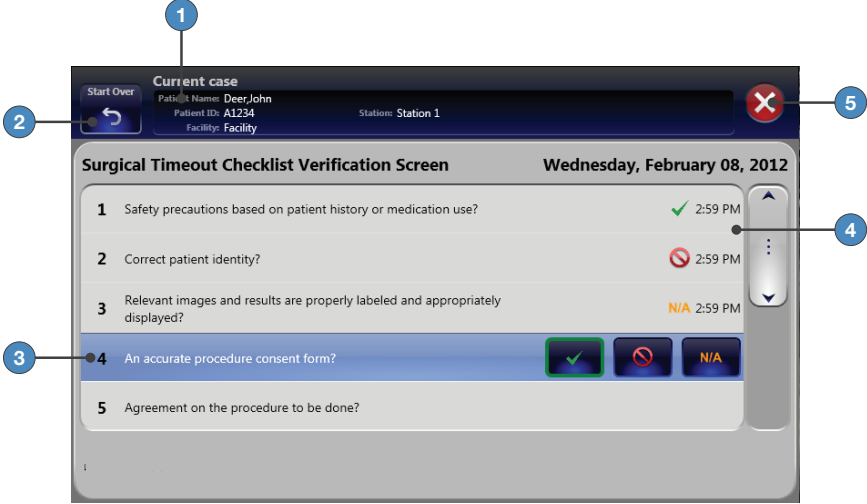 1
Start Over
Current case
Patient Name: Deer,John
Patient ID: A1234 Station: Station 1
Facility: Facility
2
5
Surgical Timeout Checklist Verification Screen Wednesday, February 08, 2012
1 Safety precautions based on patient history or medication use? 2:59 PM
4
2 Correct patient identity? 2:59 PM
3 Relevant images and results are properly labeled and appropriately
displayed? N/A 2:59 PM
3
4 An accurate procedure consent form? N/A
5 Agreement on the procedure to be done?